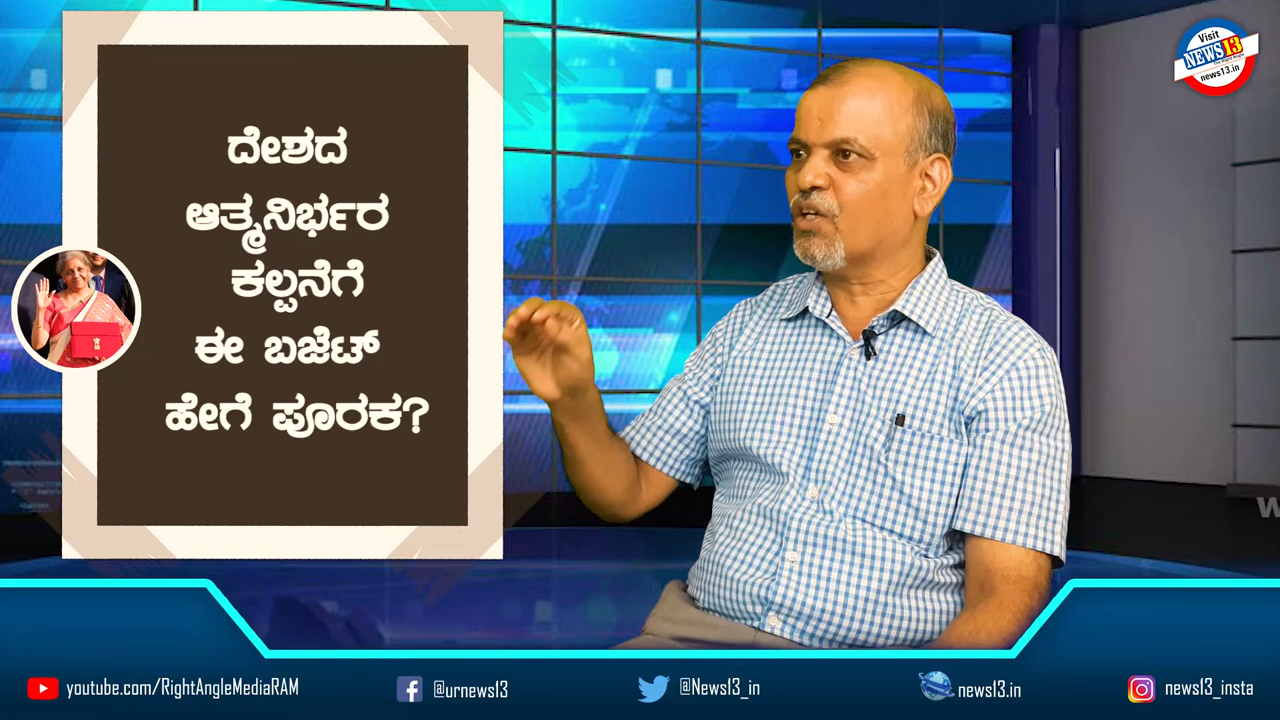 ದೇಶದ
ಆತ್ಮನಿರ್ಭರ
ಕಲ್ಪನೆಗೆ
ಈ ಬಜೆಟ್
ಹೇಗೆ ಪೂರಕ?
Visit
NEWS13
news13.in
youtube.com/RightAngleMediaRAM
@urnews13
@News13_in
news13.in
news13_insta